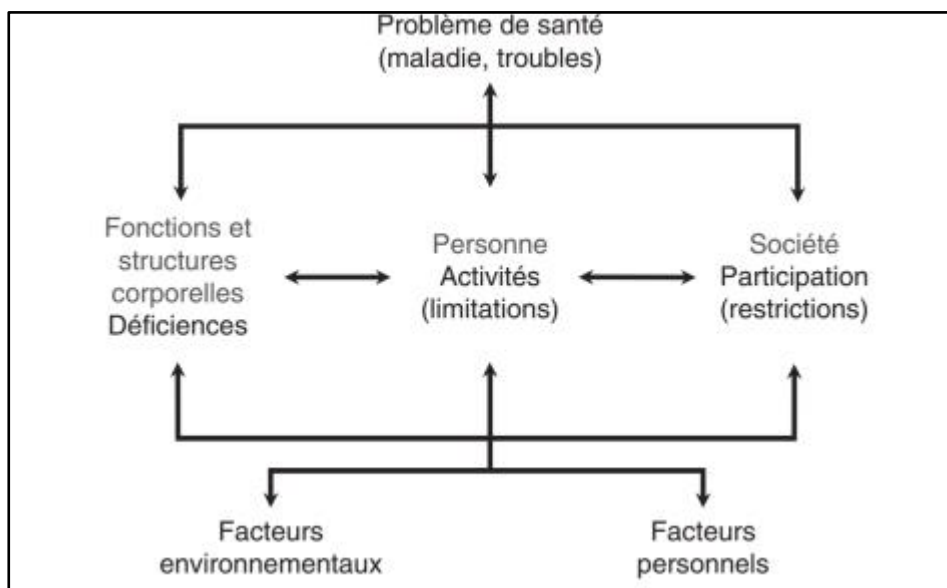 Problème de santé
(maladie, troubles)
Fonctions et
structures
corporelles
Déficiences
Personne
Activités
(limitations)
Société
Participation
(restrictions)
Facteurs
environnementaux
Facteurs
personnels